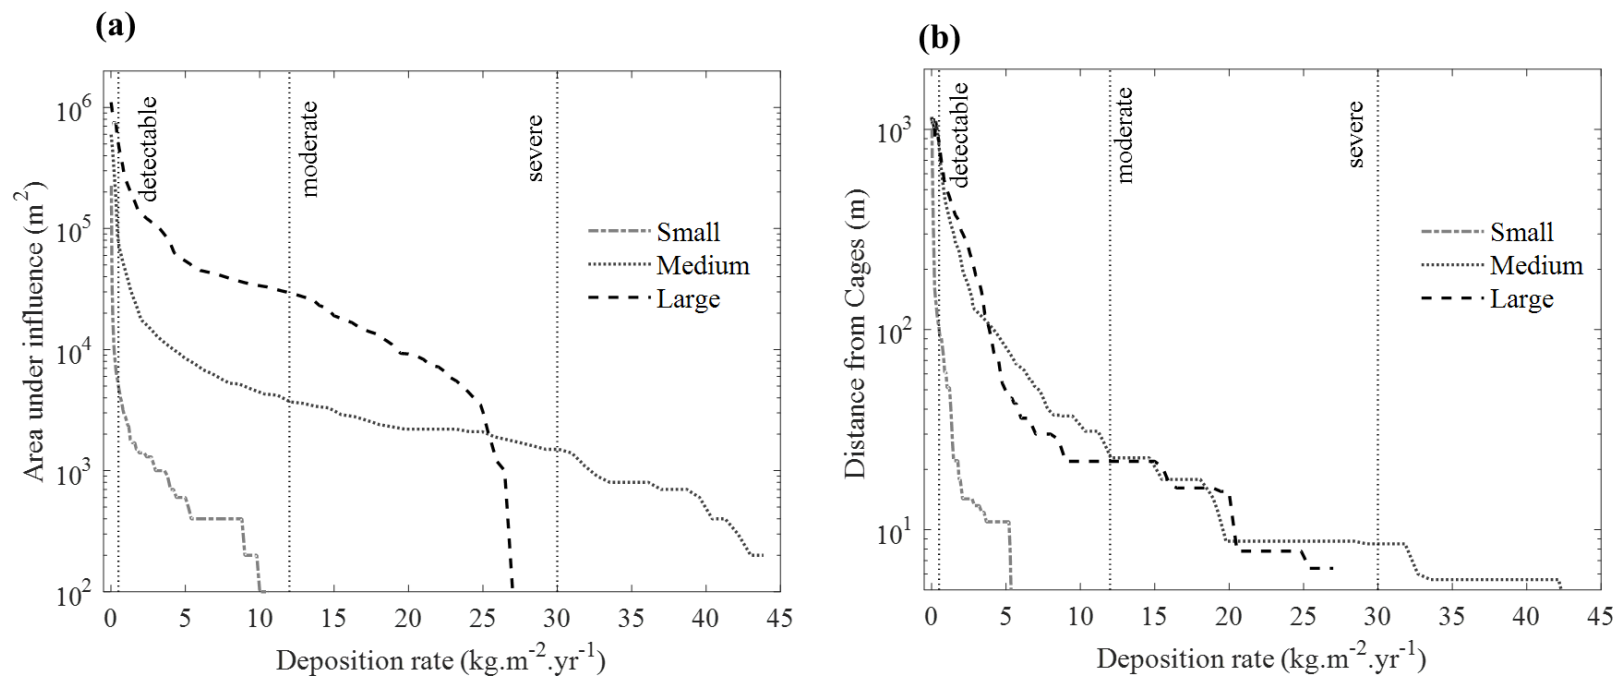 (a)
10^6
10^5
10^4
10^3
10^2
Area under influence (m^2)
detectable
moderate
severe
Small
Medium
Large
0 5 10 15 20 25 30 35 40 45
Deposition rate (kg.m^-2.yr^-1)
(b)
10^3
10^2
10^1
Distance from Cages (m)
detectable
moderate
severe
Small
Medium
Large
0 5 10 15 20 25 30 35 40 45
Deposition rate (kg.m^-2.yr^-1)